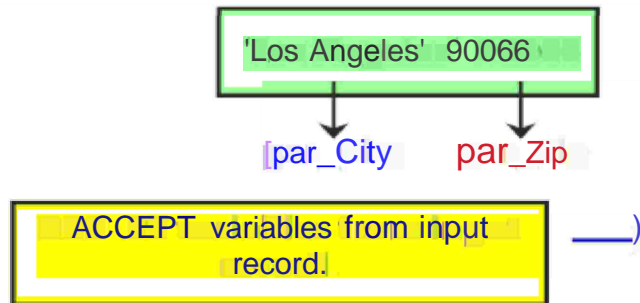 'Los Angeles' 90066
[par_City par_Zip
ACCEPT variables from input
record.
)